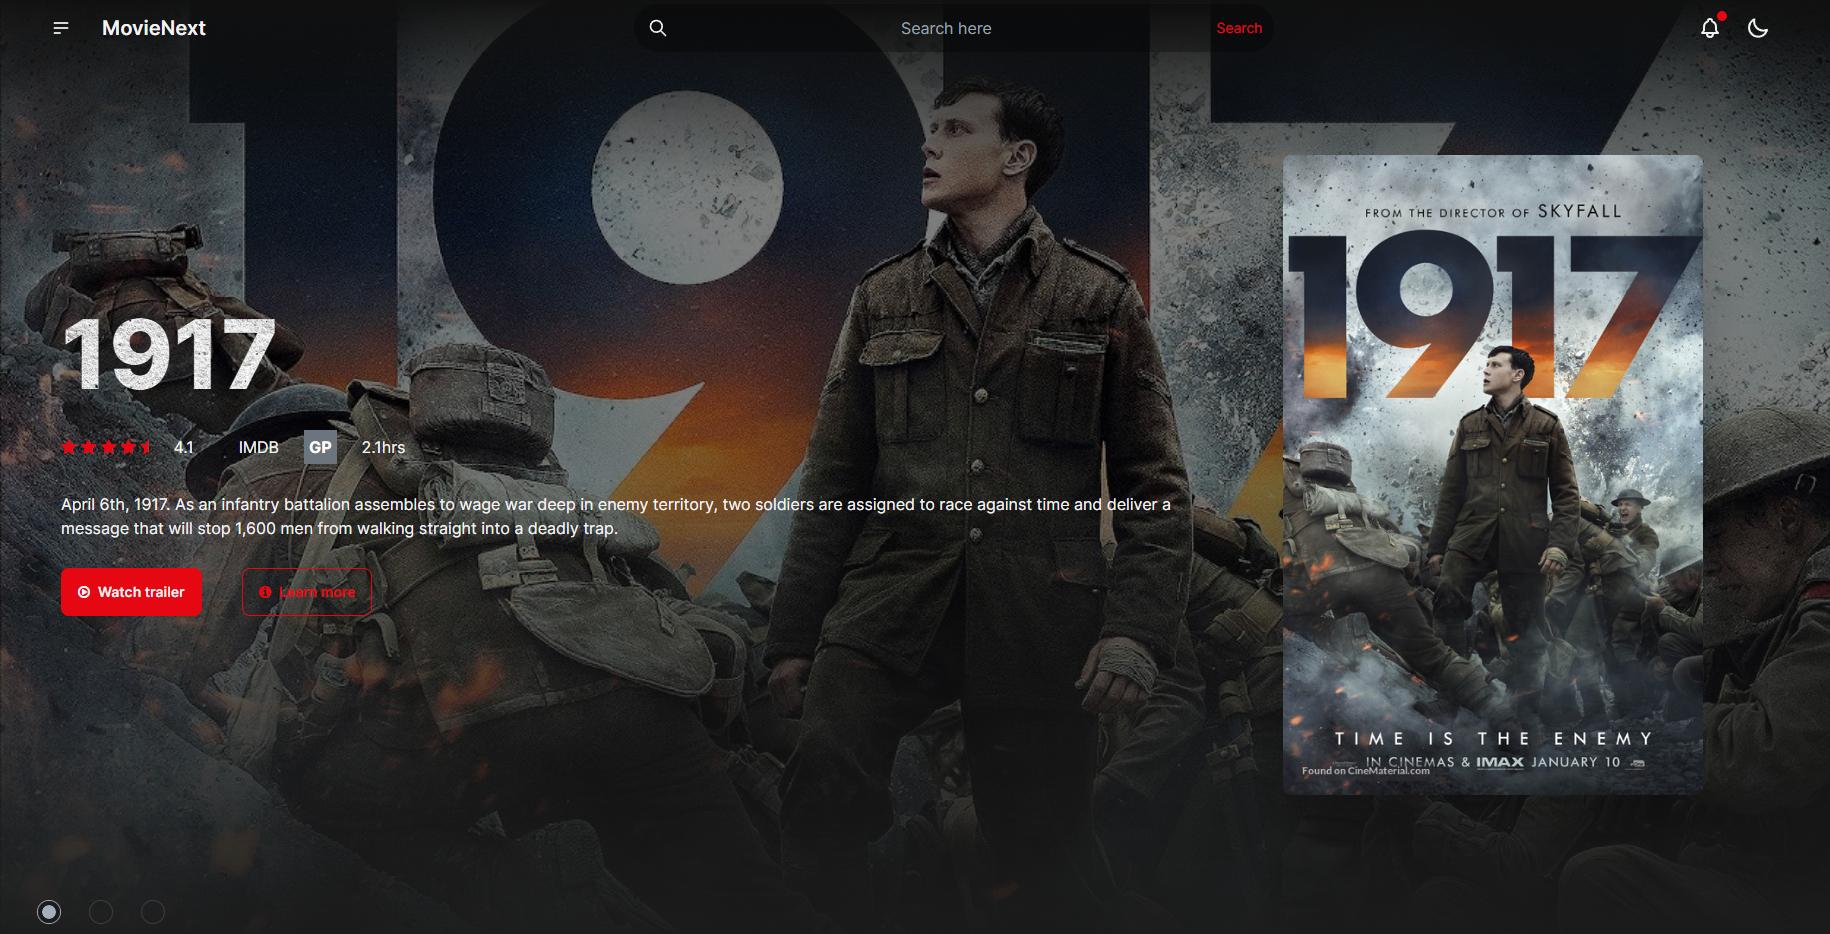 MovieNext
Search here
Search
1917
FROM THE DIRECTOR OF SKYFALL
1917
1917
4.1
IMDB
GP
2.1hrs
April 6th, 1917. As an infantry battalion assembles to wage war deep in enemy territory, two soldiers are assigned to race against time and deliver a
message that will stop 1,600 men from walking straight into a deadly trap.
Watch trailer
Learn more
TIME IS THE ENEMY
IN CINEMAS & IMAX JANUARY 10
Found on CineMaterial.com